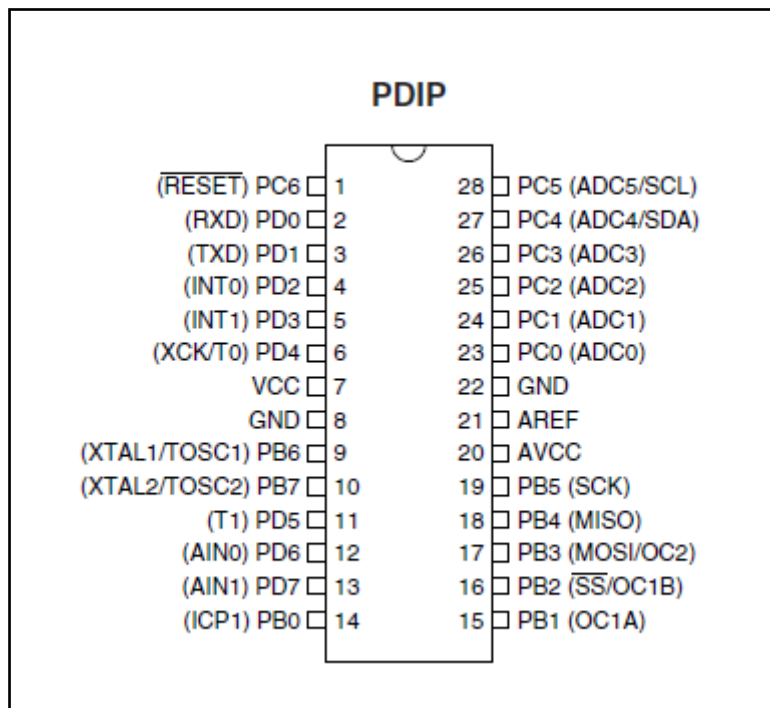 PDIP
(RESET) PC6 1 28 PC5 (ADC5/SCL)
(RXD) PD0 2 27 PC4 (ADC4/SDA)
(TXD) PD1 3 26 PC3 (ADC3)
(INT0) PD2 4 25 PC2 (ADC2)
(INT1) PD3 5 24 PC1 (ADC1)
(XCK/T0) PD4 6 23 PC0 (ADC0)
VCC 7 22 GND
GND 8 21 AREF
(XTAL1/TOSC1) PB6 9 20 AVCC
(XTAL2/TOSC2) PB7 10 19 PB5 (SCK)
(T1) PD5 11 18 PB4 (MISO)
(AIN0) PD6 12 17 PB3 (MOSI/OC2)
(AIN1) PD7 13 16 PB2 (SS/OC1B)
(ICP1) PB0 14 15 PB1 (OC1A)